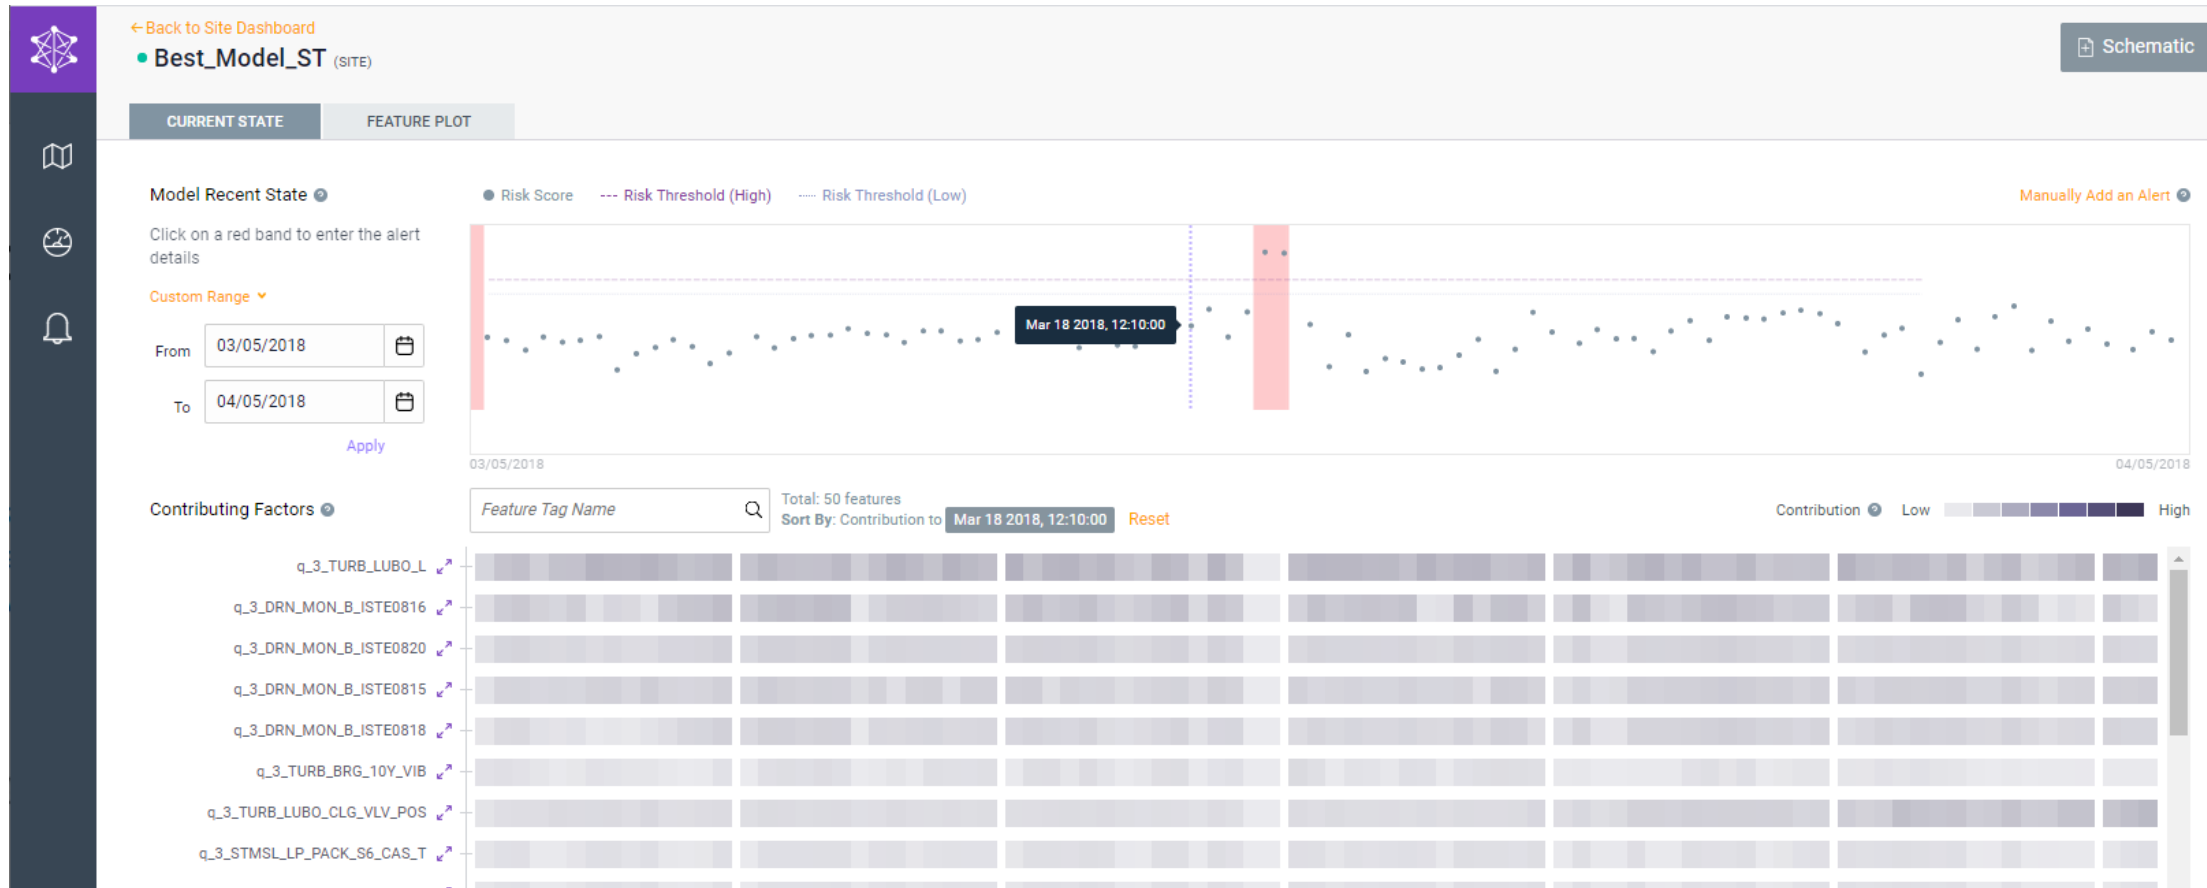 ←Back to Site Dashboard
Best_Model_ST (SITE)
Schematic
CURRENT STATE
FEATURE PLOT
Model Recent State
Risk Score
Risk Threshold (High)
Risk Threshold (Low)
Manually Add an Alert
Click on a red band to enter the alert
details
Custom Range
From
03/05/2018
To
04/05/2018
Apply
Mar 18 2018, 12:10:00
03/05/2018
04/05/2018
Contributing Factors
Feature Tag Name
Total: 50 features
Sort By: Contribution to Mar 18 2018, 12:10:00 Reset
Contribution
Low
High
q_3_TURB_LUBO_L
q_3_DRN_MON_B_ISTE0816
q_3_DRN_MON_B_ISTE0820
q_3_DRN_MON_B_ISTE0815
q_3_DRN_MON_B_ISTE0818
q_3_TURB_BRG_10Y_VIB
q_3_TURB_LUBO_CLG_VLV_POS
q_3_STMSL_LP_PACK_S6_CAS_T